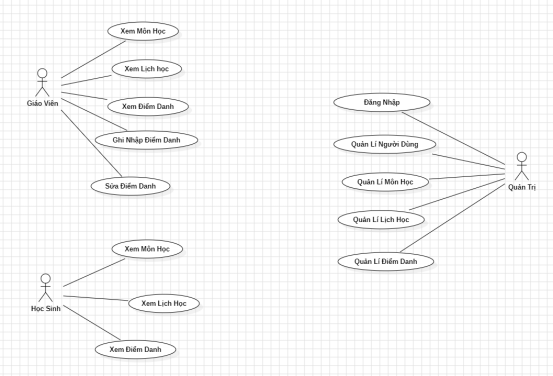 Xem Môn Học
Xem Lịch học
Giáo Viên
Xem Điểm Danh
Ghi Nhập Điểm Danh
Sửa Điểm Danh
Xem Môn Học
Xem Lịch Học
Học Sinh
Xem Điểm Danh
Đăng Nhập
Quản Lí Người Dùng
Quản Lí Môn Học
Quản Trị
Quản Lí Lịch Học
Quản Lí Điểm Danh